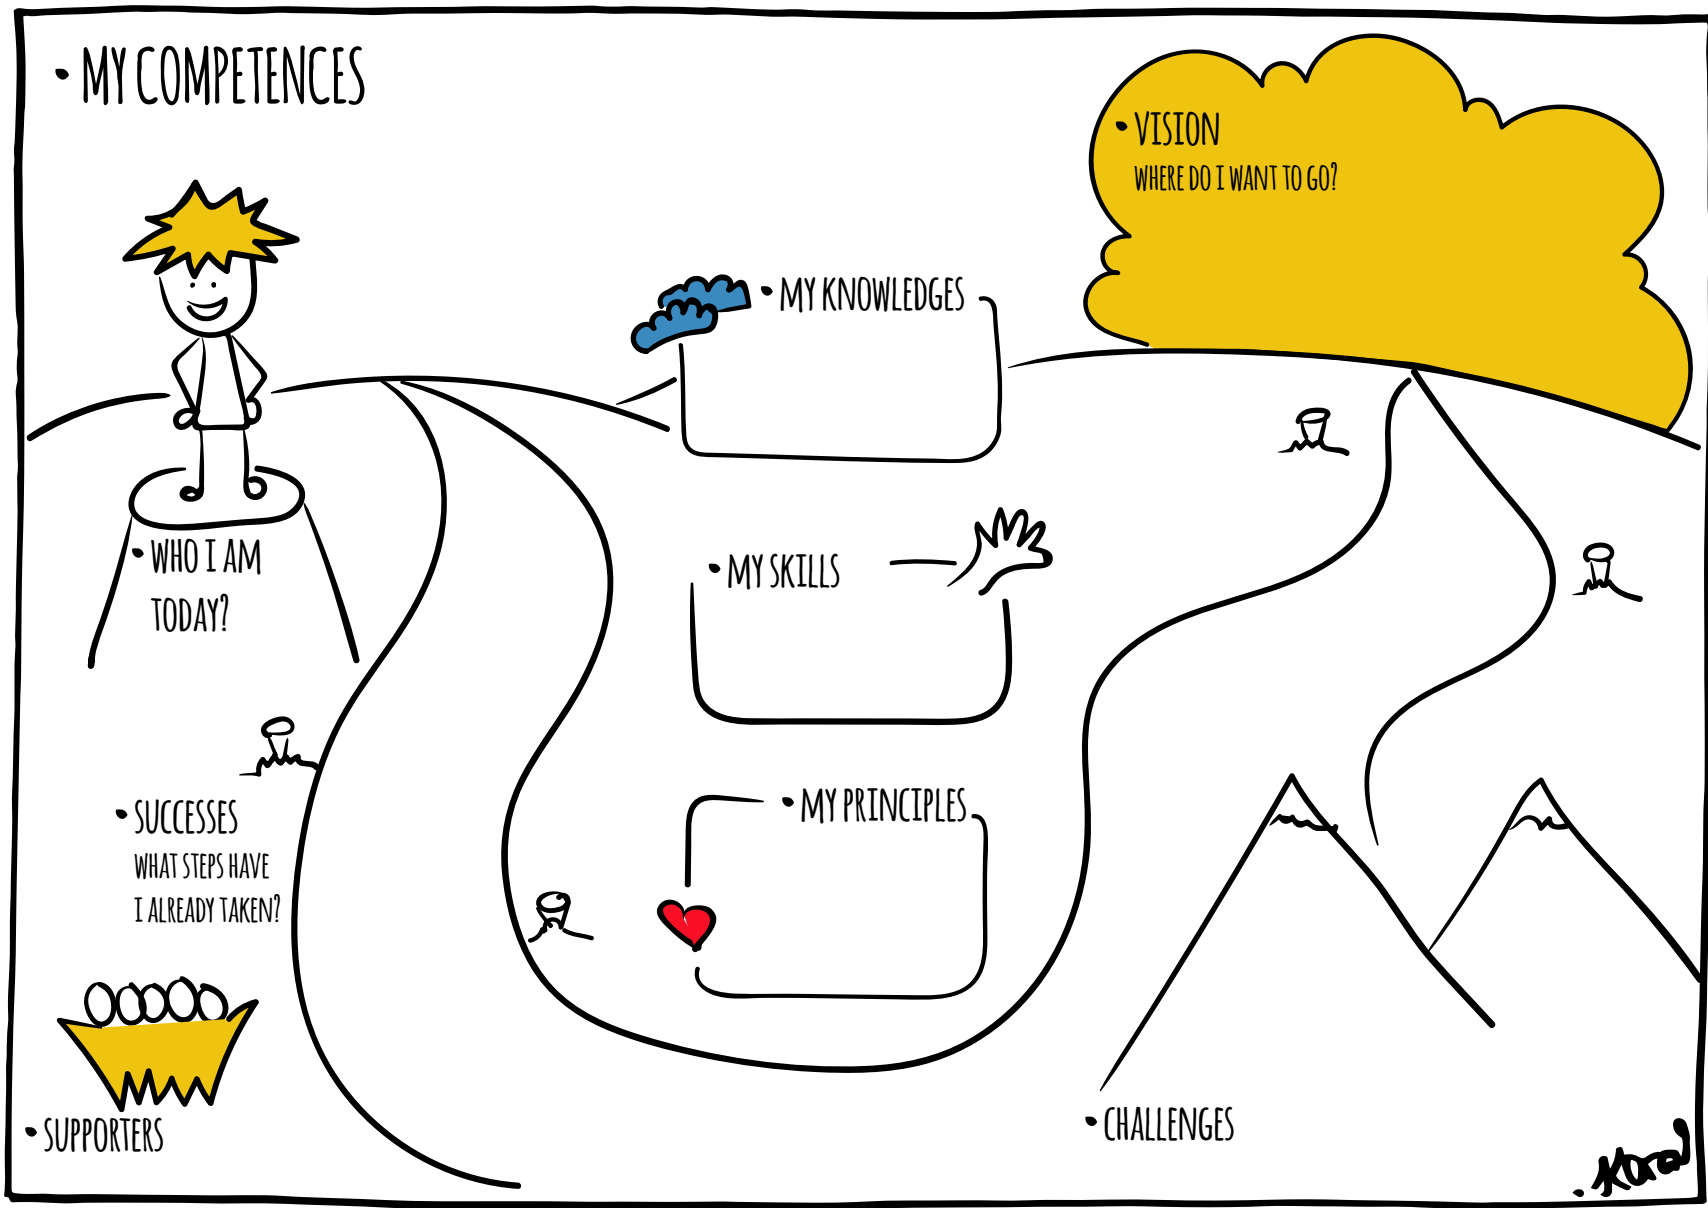 • MY COMPETENCES
• VISION
WHERE DO I WANT TO GO?
• MY KNOWLEDGES
• WHO I AM
TODAY?
• MY SKILLS
• SUCCESSES
WHAT STEPS HAVE
I ALREADY TAKEN?
• MY PRINCIPLES
• SUPPORTERS
• CHALLENGES